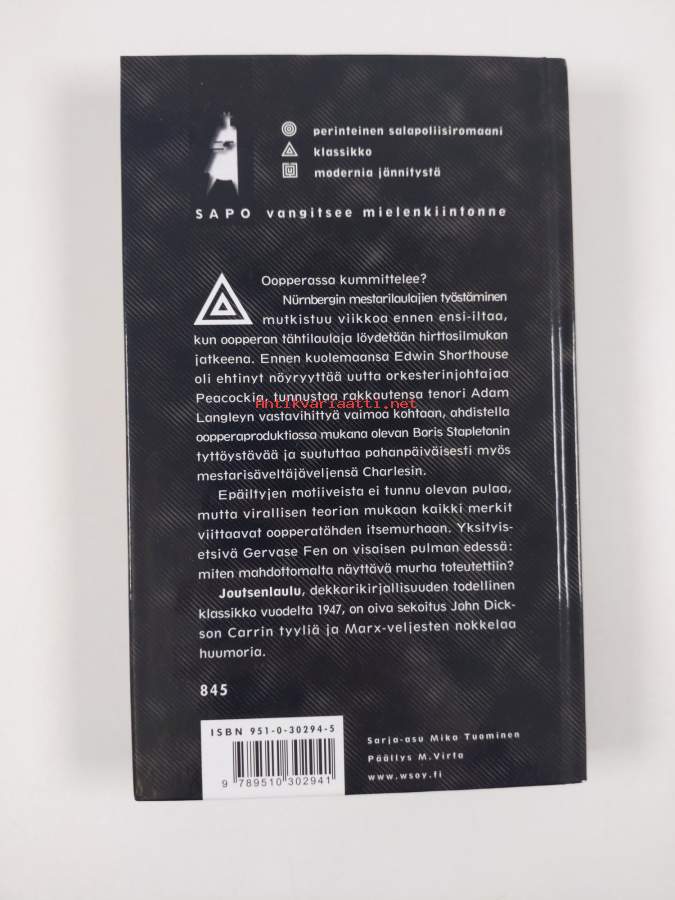 perinteinen salapoliisiromaani
klassikko
modernia jännitystä
SAPO vangitsee mielenkiintonne
Oopperassa kummittelee?
Nürnbergin mestarilaulajien työstäminen
mutkistuu viikkoa ennen ensi-iltaa,
kun oopperan tähtilaulaja löydetään hirttosilmukan
jatkeena. Ennen kuolemaansa Edwin Shorthouse
oli ehtinyt nöyryyttää uutta orkesterinjohtajaa
Peacockia, tunnustaa rakkautensa tenori Adam
Antikvariaatti.net
Langleyn vastavihittyä vaimoa kohtaan, ahdistella
oopperaproduktiossa mukana olevan Boris Stapletonin
tyttöystävää ja suututtaa pahanpäiväisesti myös
mestarisäveltäjäveljensä Charlesin.
Epäiltyjen motiiveista ei tunnu olevan pulaa,
mutta virallisen teorian mukaan kaikki merkit
viittaavat oopperatähden itsemurhaan. Yksityis-
etsivä Gervase Fen on visaisen pulman edessä:
miten mahdottomalta näyttävä murha toteutettiin?
Joutsenlaulu, dekkarikirjallisuuden todellinen
klassikko vuodelta 1947, on oiva sekoitus John Dick-
son Carrin tyyliä ja Marx-veljesten nokkelaa
huumoria.
845
ISBN 951-0-30294-5
9 789510 302941
Sarja-asu Mika Tuominen
Päällys M.Virta
www.wsoy.fi